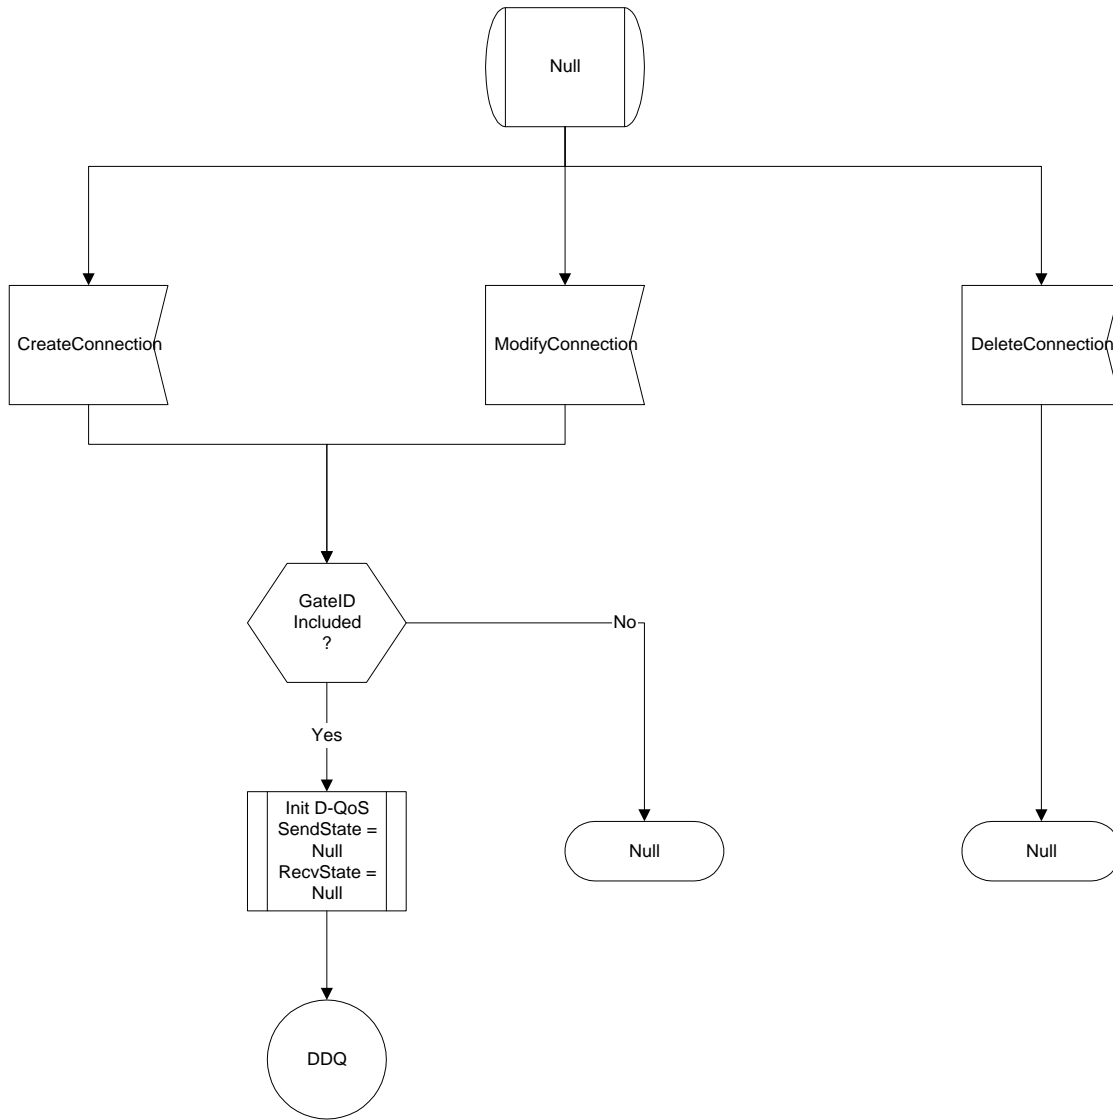 Null
CreateConnection
ModifyConnection
DeleteConnection
GateID
Included
?
No
Yes
Init D-QoS
SendState =
Null
RecvState =
Null
Null
Null
DDQ